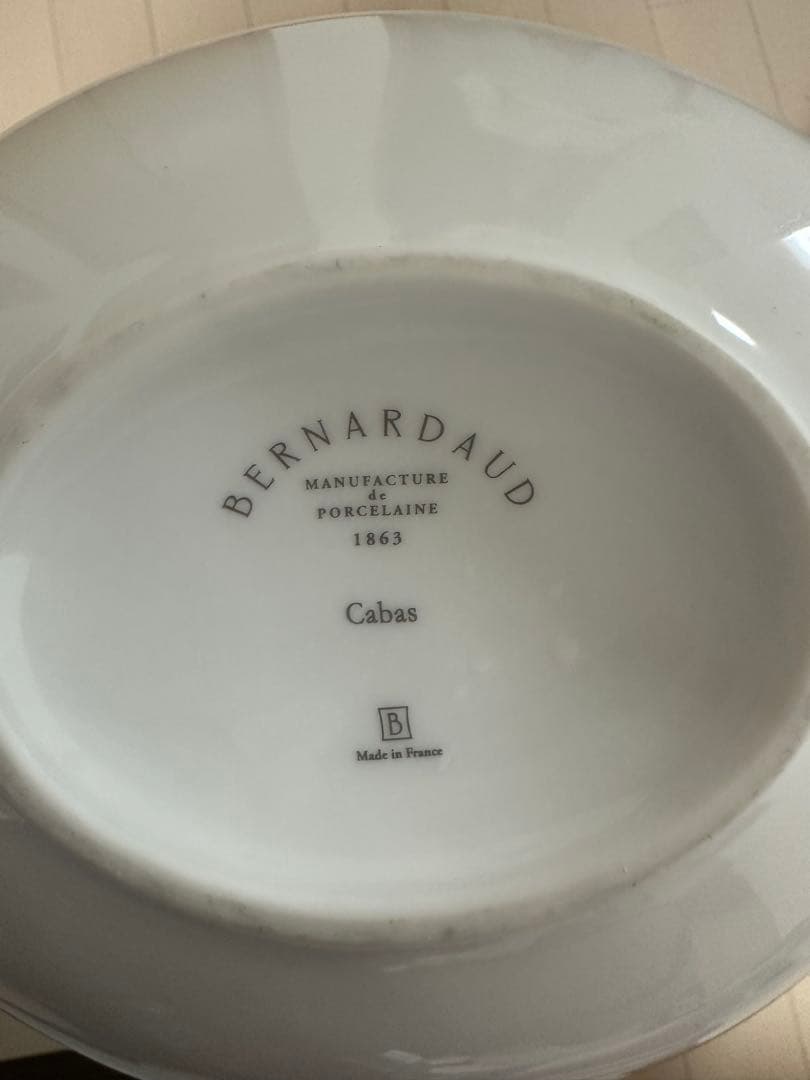 BERNARDAUD
MANUFACTURE
de
PORCELAINE
1863
Cabas
B
Made in France